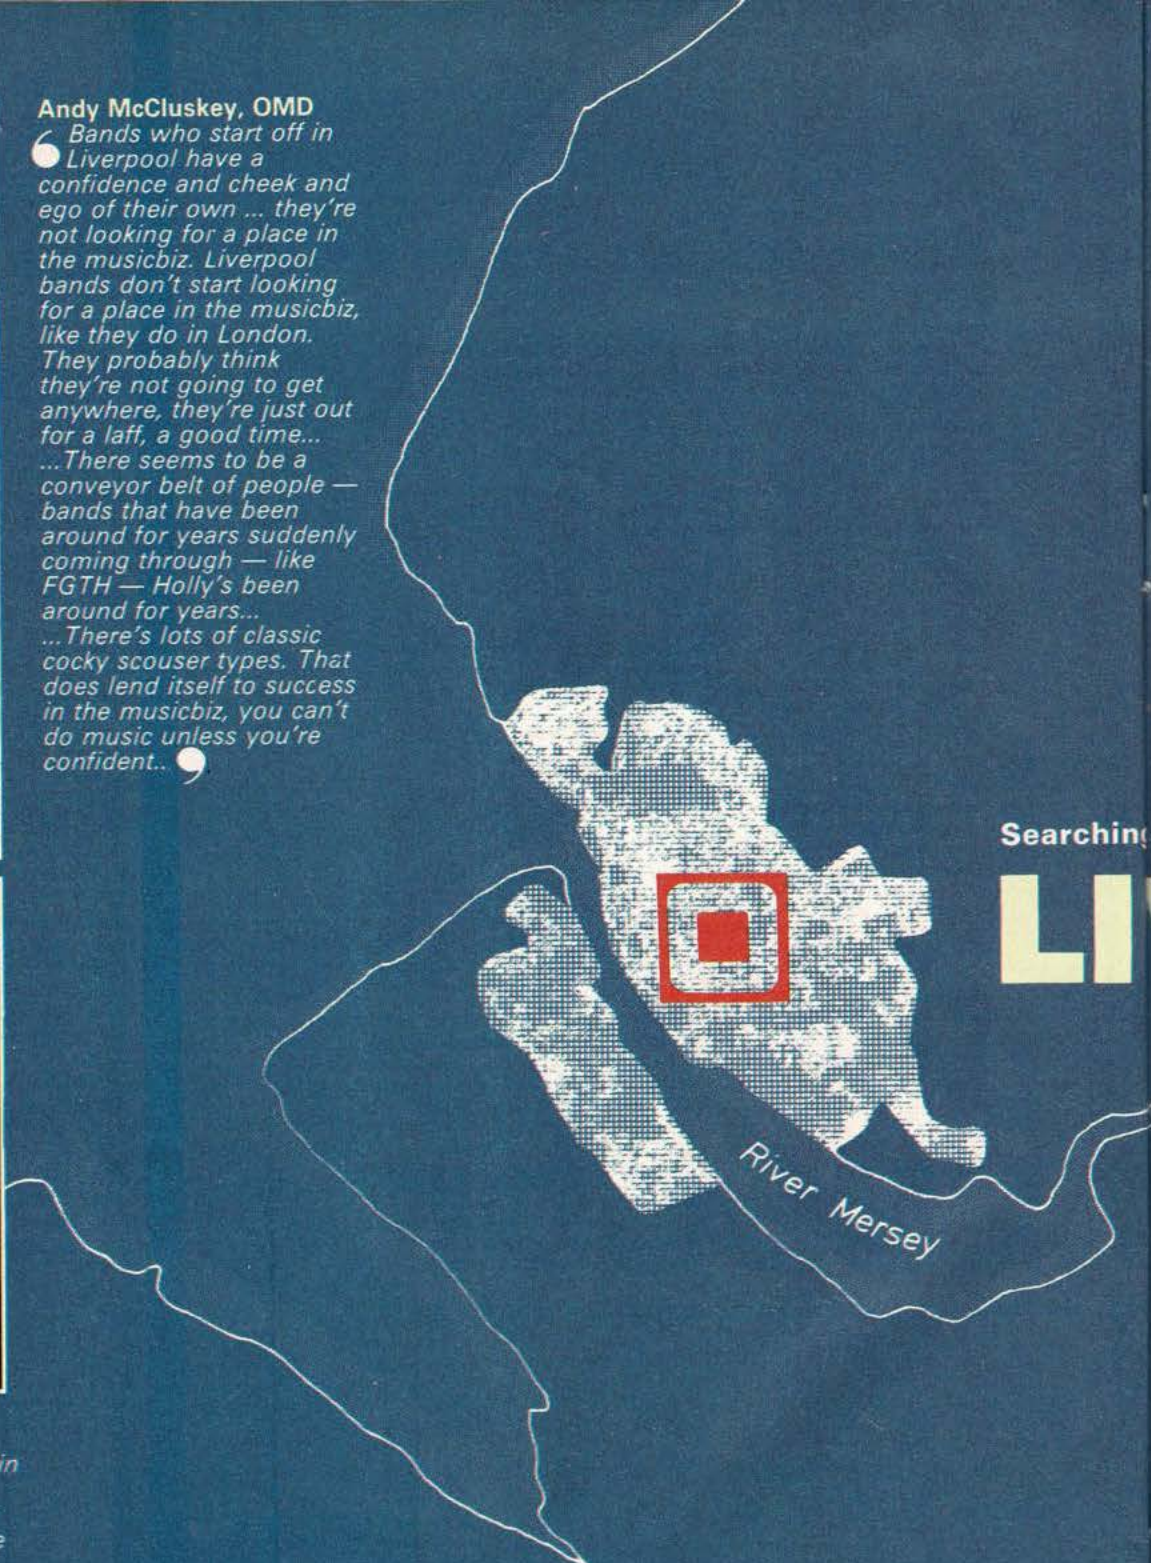 Andy McCluskey, OMD
‘ Bands who start off in
Liverpool have a
confidence and cheek and
ego of their own ... they're
not looking for a place in
the musicbiz. Liverpool
bands don't start looking
for a place in the musicbiz,
like they do in London.
They probably think
they're not going to get
anywhere, they're just out
for a laff, a good time...
...There seems to be a
conveyor belt of people —
bands that have been
around for years suddenly
coming through — like
FGTH — Holly's been
around for years...
...There's lots of classic
cocky scouser types. That
does lend itself to success
in the musicbiz, you can't
do music unless you're
confident.. ’
Searching
LI
River Mersey
in